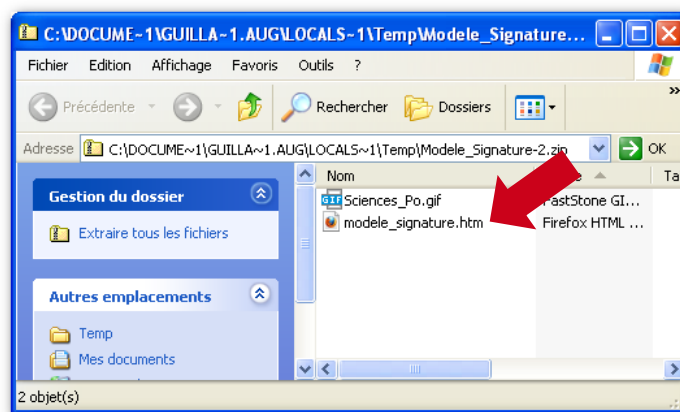 C:\DOCUME~1\GUILLA~1.AUG\LOCALS~1\Temp\Modele_Signature...
Fichier Edition Affichage Favoris Outils ?
Précédente Rechercher Dossiers »
Adresse C:\DOCUME~1\GUILLA~1.AUG\LOCALS~1\Temp\Modele_Signature-2.zip OK
Nom Ta
Gestion du dossier
GIF Sciences_Po.gif FastStone GI...
modele_signature.htm Firefox HTML ...
Extraire tous les fichiers
Autres emplacements
Temp
Mes documents
2 objet(s)